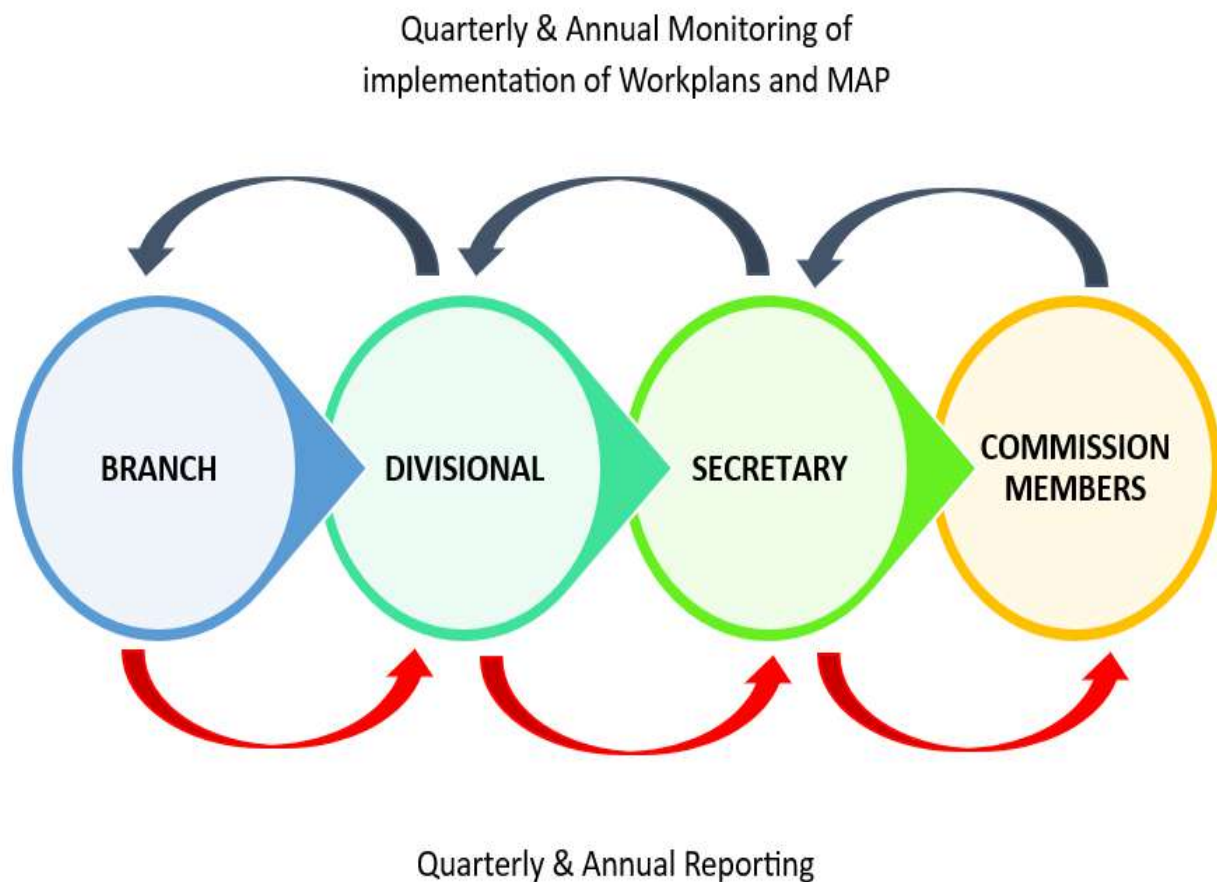 Quarterly & Annual Monitoring of
implementation of Workplans and MAP
BRANCH
DIVISIONAL
SECRETARY
COMMISSION
MEMBERS
Quarterly & Annual Reporting